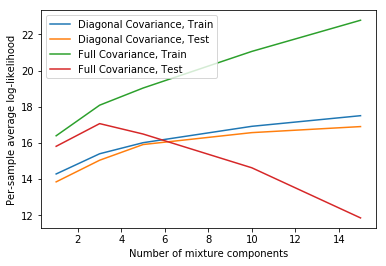 Diagonal Covariance, Train
Diagonal Covariance, Test
Full Covariance, Train
Full Covariance, Test
Per-sample average log-likelihood
22
20
18
16
14
12
2
4
6
8
10
12
14
Number of mixture components